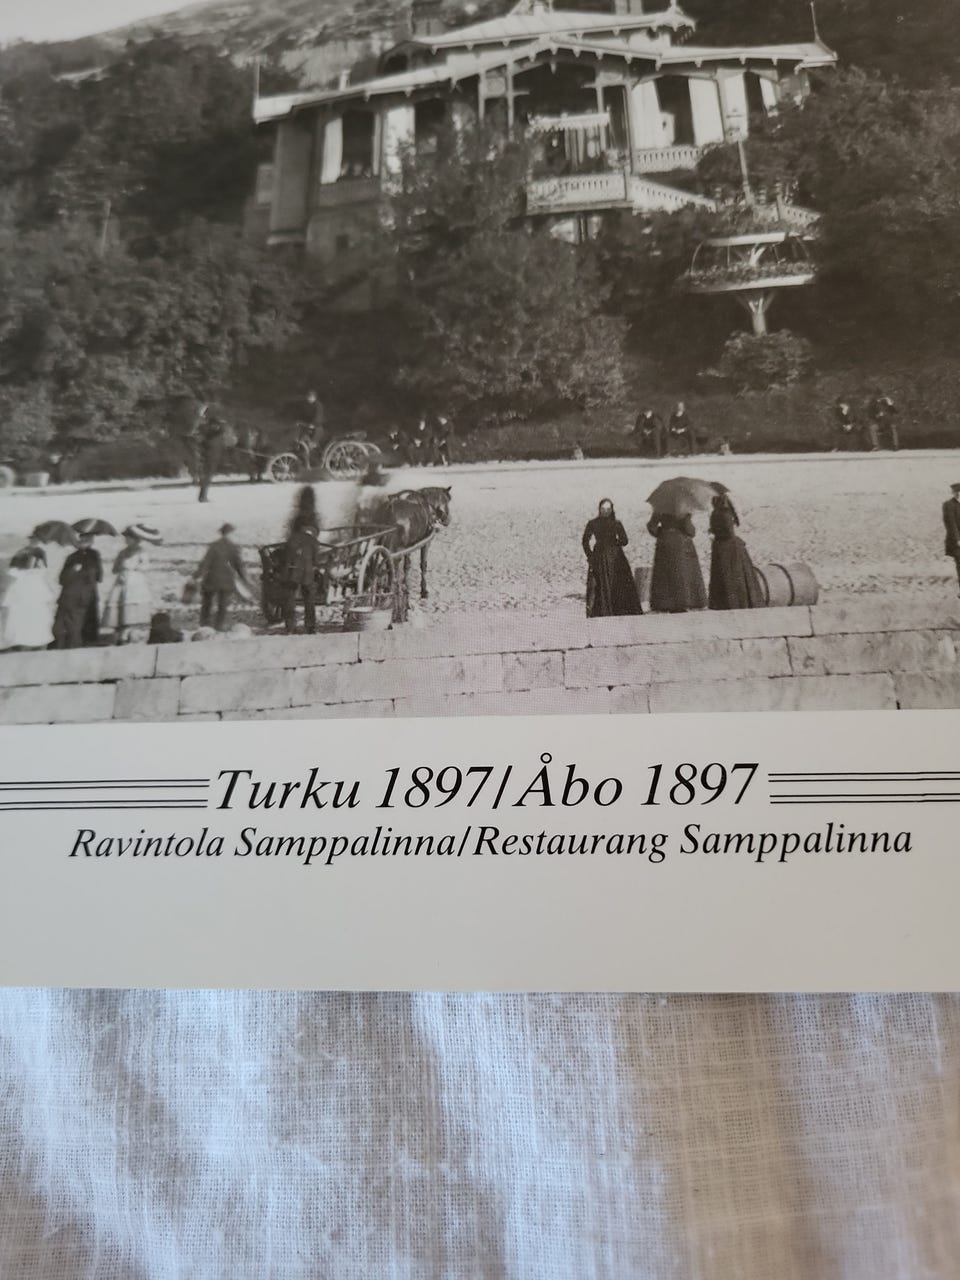 Turku 1897/Åbo 1897
Ravintola Samppalinna/Restaurang Samppalinna